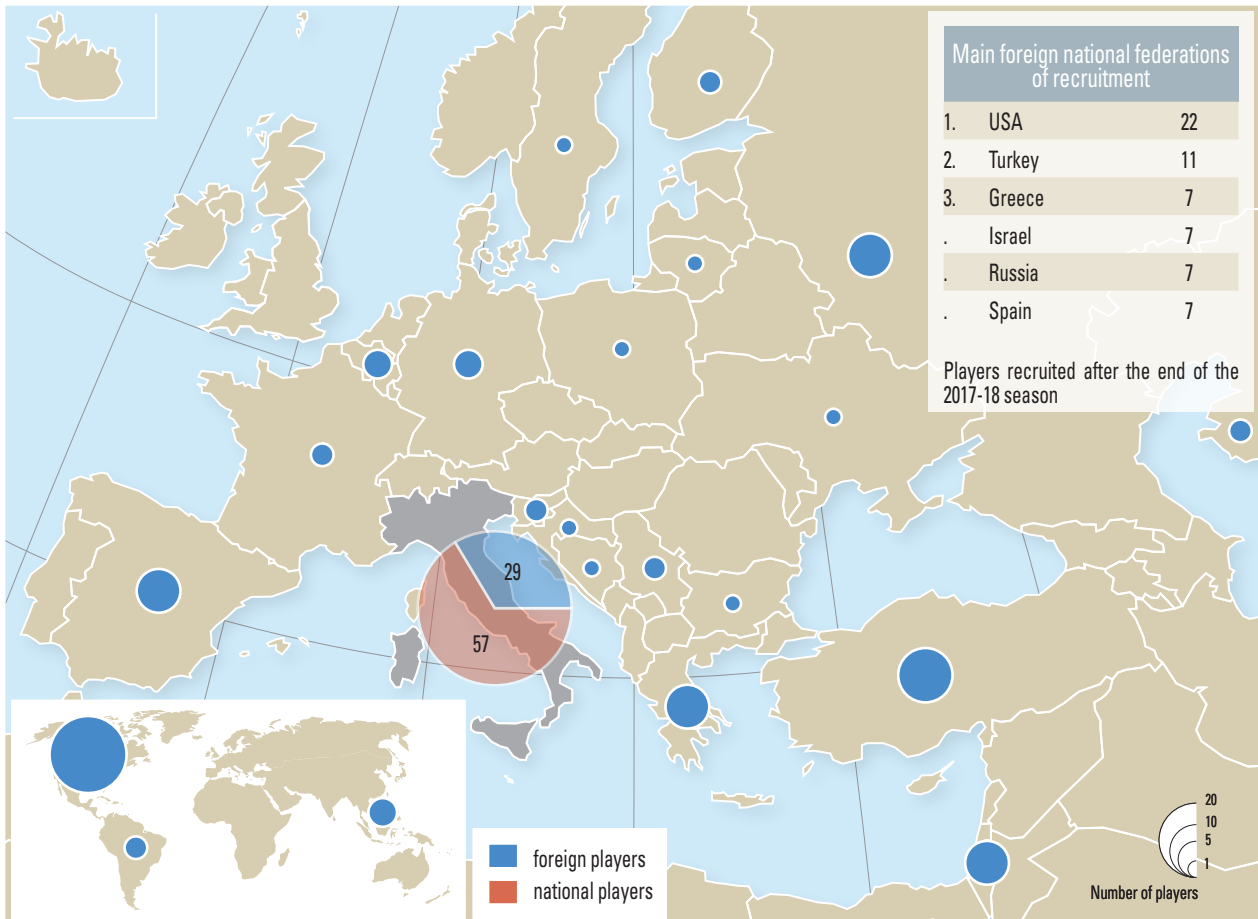 Main foreign national federations
of recruitment
1. USA 22
2. Turkey 11
3. Greece 7
. Israel 7
. Russia 7
. Spain 7
Players recruited after the end of the
2017-18 season
29
57
foreign players
national players
20
10
5
1
Number of players